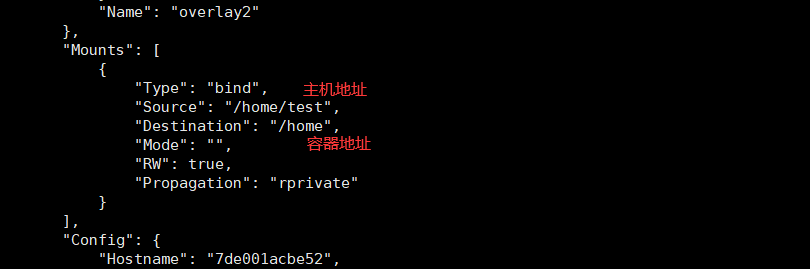 "Name": "overlay2"
},
"Mounts": [
{
"Type": "bind", 主机地址
"Source": "/home/test",
"Destination": "/home",
"Mode": "", 容器地址
"RW": true,
"Propagation": "rprivate"
}
],
"Config": {
"Hostname": "7de001acbe52",